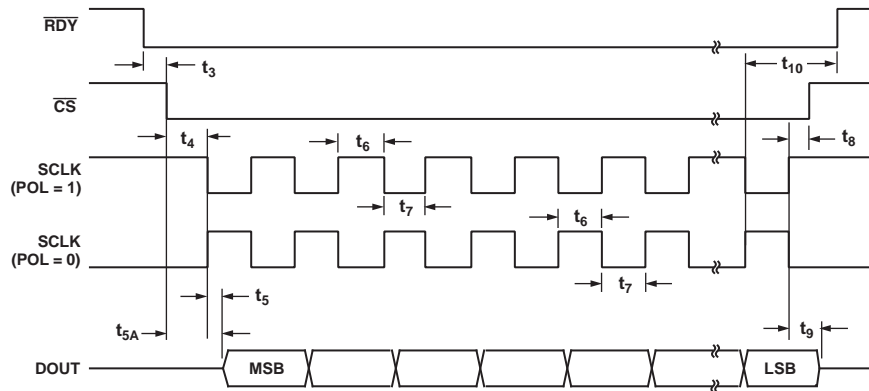 RDY
t3
t10
CS
t4
t6
t8
SCLK
(POL = 1)
t7
t6
SCLK
(POL = 0)
t7
t5
t5A
t9
DOUT
MSB
LSB